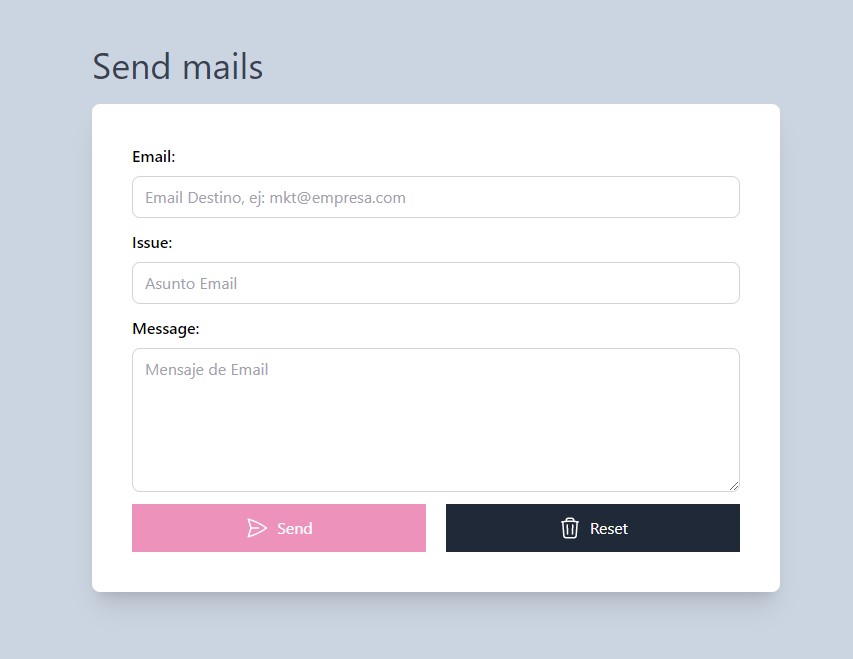 Send mails
Email:
Email Destino, ej: mkt@empresa.com
Issue:
Asunto Email
Message:
Mensaje de Email
Send
Reset